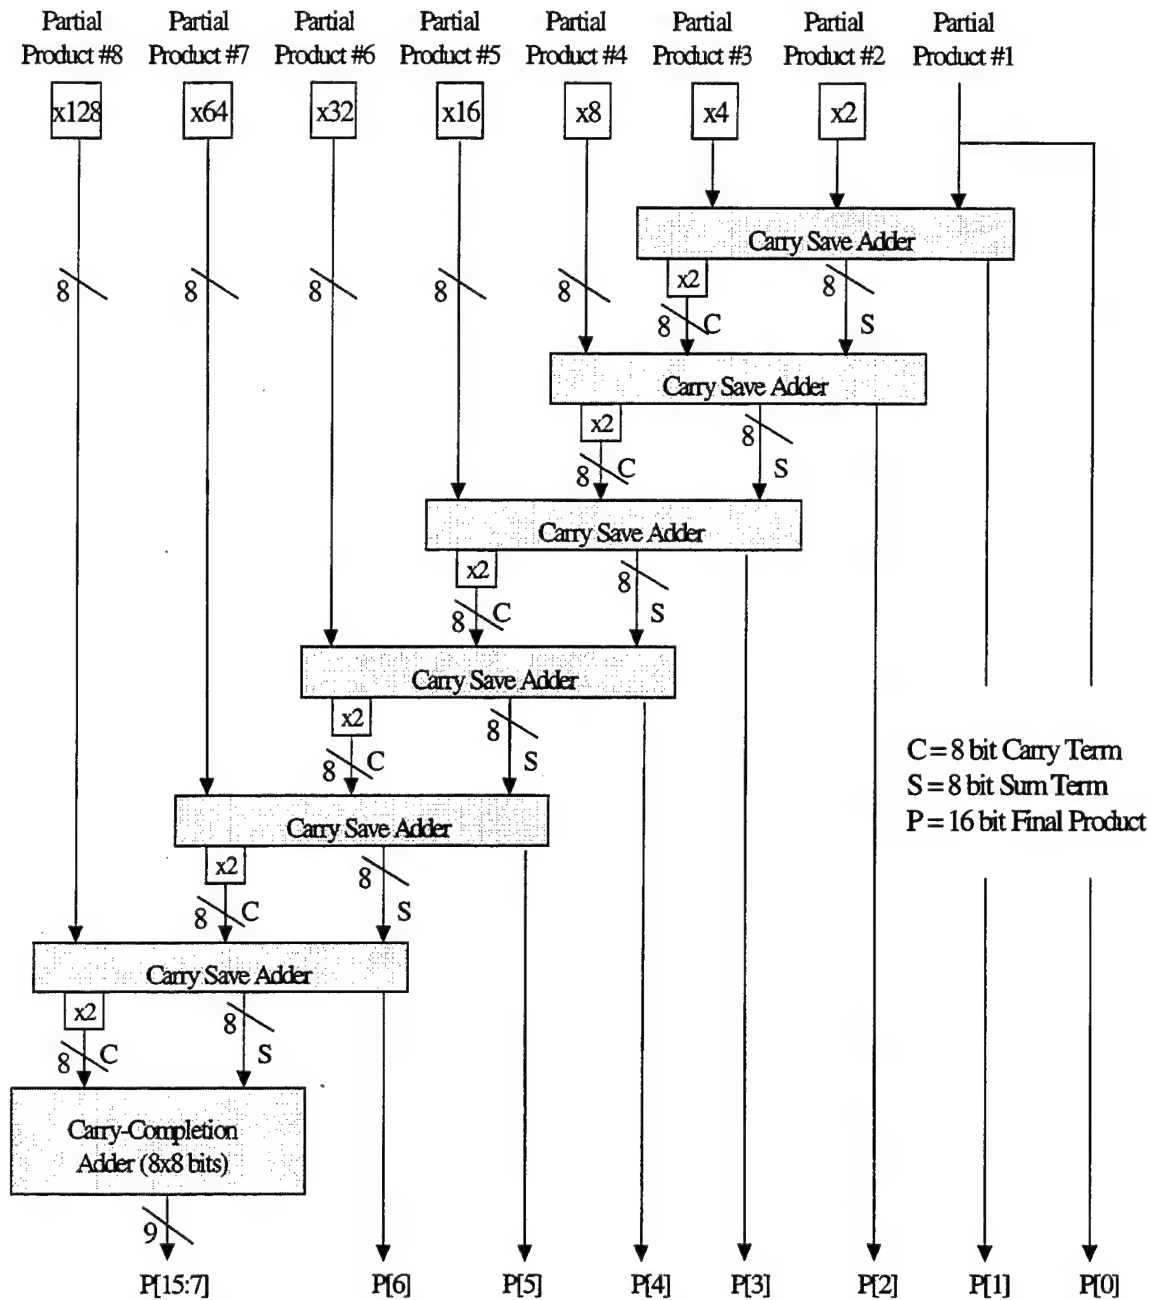 Partial Product #8
Partial Product #7
Partial Product #6
Partial Product #5
Partial Product #4
Partial Product #3
Partial Product #2
Partial Product #1
x128
x64
x32
x16
x8
x4
x2
Carry Save Adder
8
8
8
8
8
x2
8
8
C
S
Carry Save Adder
x2
8
8
C
S
Carry Save Adder
x2
8
8
C
S
Carry Save Adder
x2
8
8
C
S
C = 8 bit Carry Term
S = 8 bit Sum Term
P = 16 bit Final Product
Carry Save Adder
x2
8
8
C
S
Carry Save Adder
x2
8
8
C
S
Carry-Completion
Adder (8x8 bits)
9
P[15:7]
P[6]
P[5]
P[4]
P[3]
P[2]
P[1]
P[0]